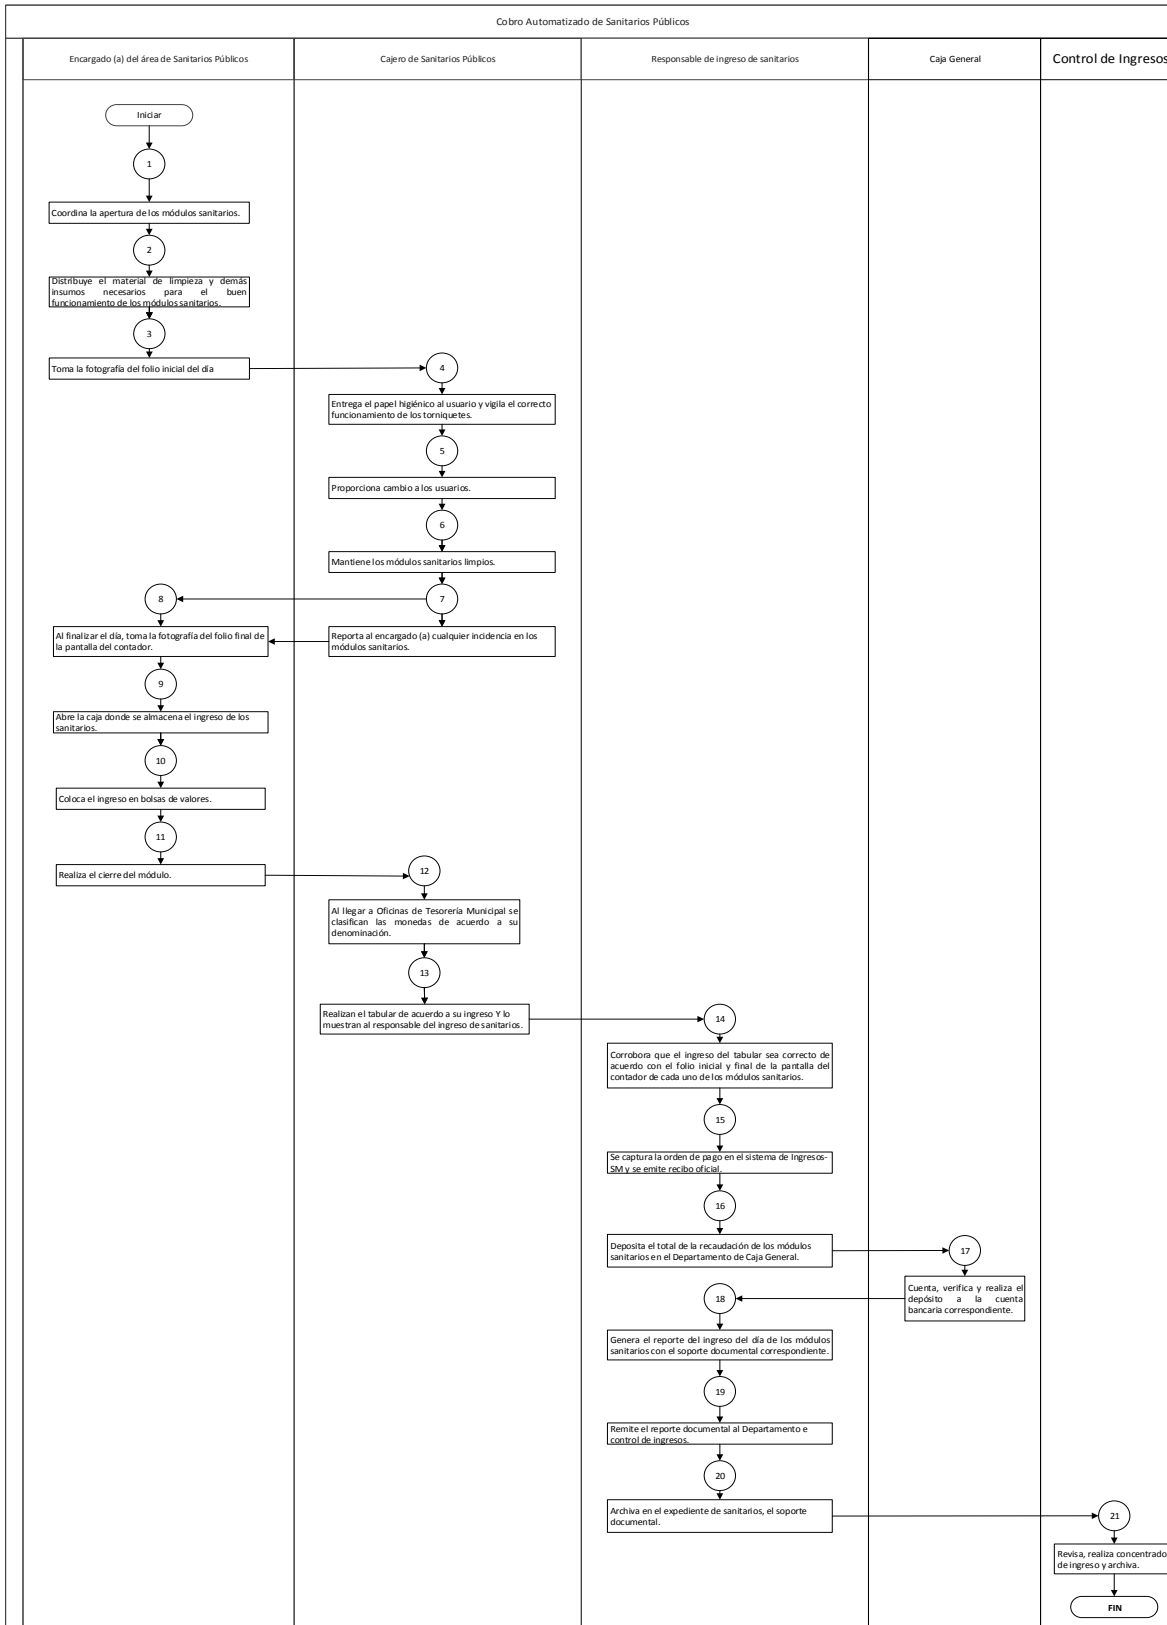 Cobro Automatizado de Sanitarios Públicos
Encargado (a) del área de Sanitarios Públicos
Cajero de Sanitarios Públicos
Responsable de ingreso de sanitarios
Caja General
Control de Ingresos
Iniciar
1
Coordina la apertura de los módulos sanitarios.
2
Distribuye el material de limpieza y demás
insumos necesarios para el buen
funcionamiento de los módulos sanitarios.
3
Toma la fotografía del folio inicial del día
4
Entrega el papel higiénico al usuario y vigila el correcto
funcionamiento de los torniquetes.
5
Proporciona cambio a los usuarios.
6
Mantiene los módulos sanitarios limpios.
7
8
Reporta al encargado (a) cualquier incidencia en los
módulos sanitarios.
Al finalizar el día, toma la fotografía del folio final de
la pantalla del contador.
9
Abre la caja donde se almacena el ingreso de los
sanitarios.
10
Coloca el ingreso en bolsas de valores.
11
Realiza el cierre del módulo.
12
Al llegar a Oficinas de Tesorería Municipal se
clasifican las monedas de acuerdo a su
denominación.
13
Realizan el tabular de acuerdo a su ingreso Y lo
muestran al responsable del ingreso de sanitarios.
14
Corrobora que el ingreso del tabular sea correcto de
acuerdo con el folio inicial y final de la pantalla del
contador de cada uno de los módulos sanitarios.
15
Se captura la orden de pago en el sistema de Ingresos-
SM y se emite recibo oficial.
16
Deposita el total de la recaudación de los módulos
sanitarios en el Departamento de Caja General.
17
Cuenta, verifica y realiza el
depósito a la cuenta
bancaria correspondiente.
18
Genera el reporte del ingreso del día de los módulos
sanitarios con el soporte documental correspondiente.
19
Remite el reporte documental al Departamento e
control de ingresos.
20
Archiva en el expediente de sanitarios, el soporte
documental.
21
Revisa, realiza concentrado
de ingreso y archiva.
FIN